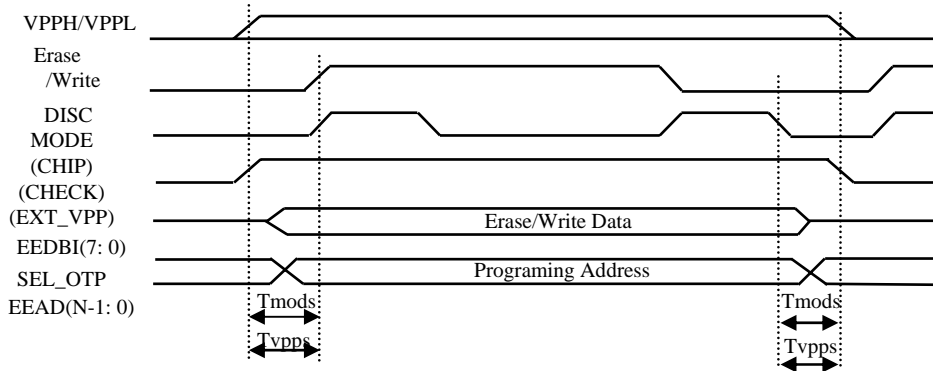 VPPH/VPPL
Erase
/Write
DISC
MODE
(CHIP)
(CHECK)
(EXT_VPP)
Erase/Write Data
EEDBI(7: 0)
SEL_OTP
Programing Address
EEAD(N-1: 0)
Tmods
Tmods
Tvpps
Tvpps